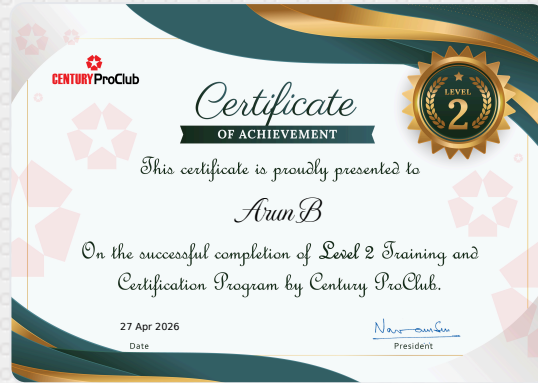 CENTURY ProClub
Certificate
OF ACHIEVEMENT
LEVEL
2
This certificate is proudly presented to
Arun B
On the successful completion of Level 2 Training and
Certification Program by Century ProClub.
27 Apr 2026
Date
President